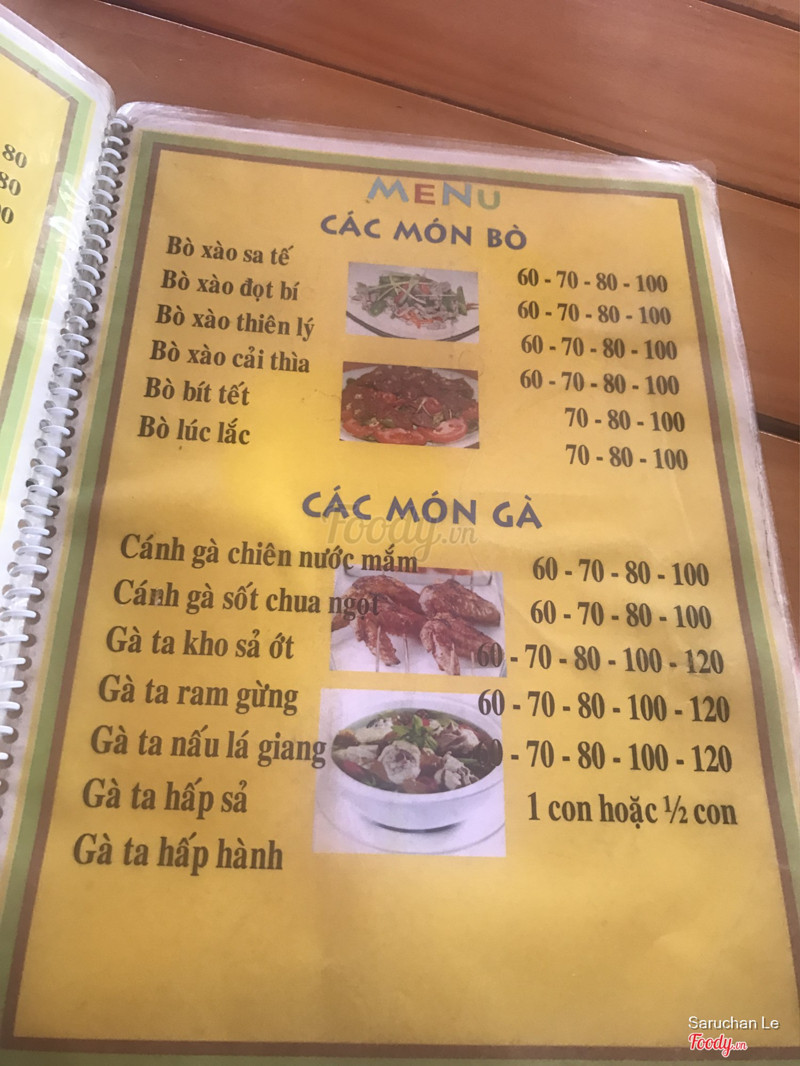 80
80
MENU
CÁC MÓN BÒ
Bò xào sa tế 60 - 70 - 80 - 100
Bò xào đọt bí 60 - 70 - 80 - 100
Bò xào thiên lý 60 - 70 - 80 - 100
Bò xào cải thìa 60 - 70 - 80 - 100
Bò bít tết 70 - 80 - 100
Bò lúc lắc 70 - 80 - 100
CÁC MÓN GÀ
Foody.vn
Cánh gà chiên nước mắm 60 - 70 - 80 - 100
Cánh gà sốt chua ngọt 60 - 70 - 80 - 100
Gà ta kho sả ớt 60 - 70 - 80 - 100 - 120
Gà ta ram gừng 60 - 70 - 80 - 100 - 120
Gà ta nấu lá giang 60 - 70 - 80 - 100 - 120
Gà ta hấp sả 1 con hoặc ½ con
Gà ta hấp hành
Saruchan Le
Foody.vn